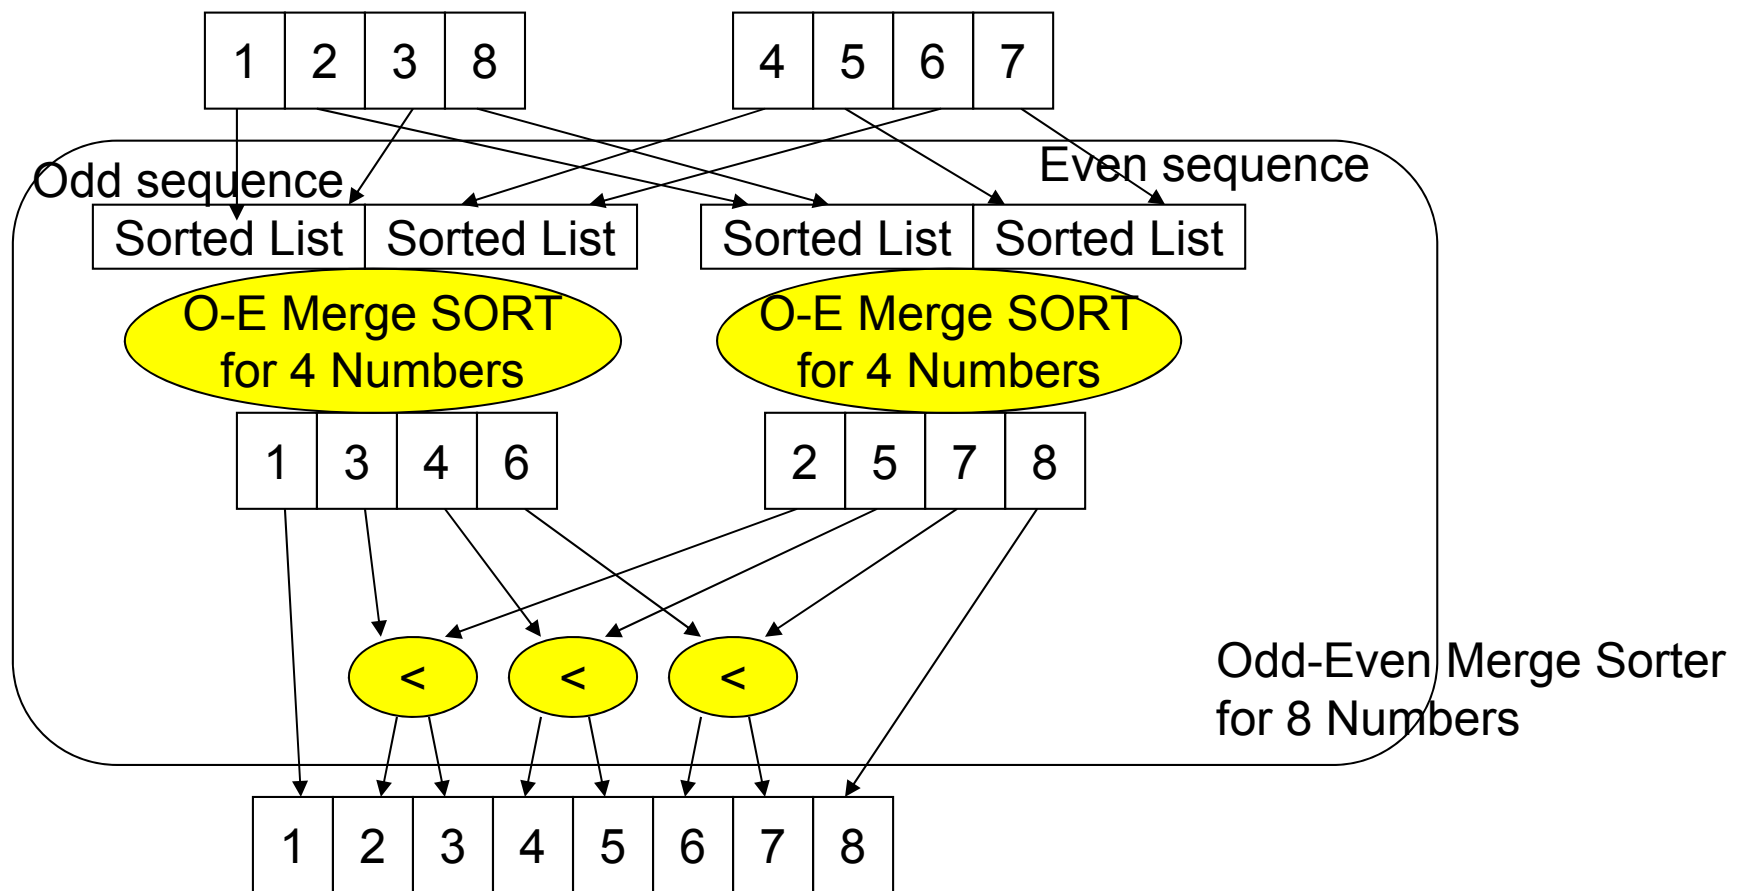 1 2 3 8 4 5 6 7
Odd sequence Even sequence
Sorted List Sorted List Sorted List Sorted List
O-E Merge SORT O-E Merge SORT
for 4 Numbers for 4 Numbers
1 3 4 6 2 5 7 8
< < <
Odd-Even Merge Sorter
for 8 Numbers
1 2 3 4 5 6 7 8